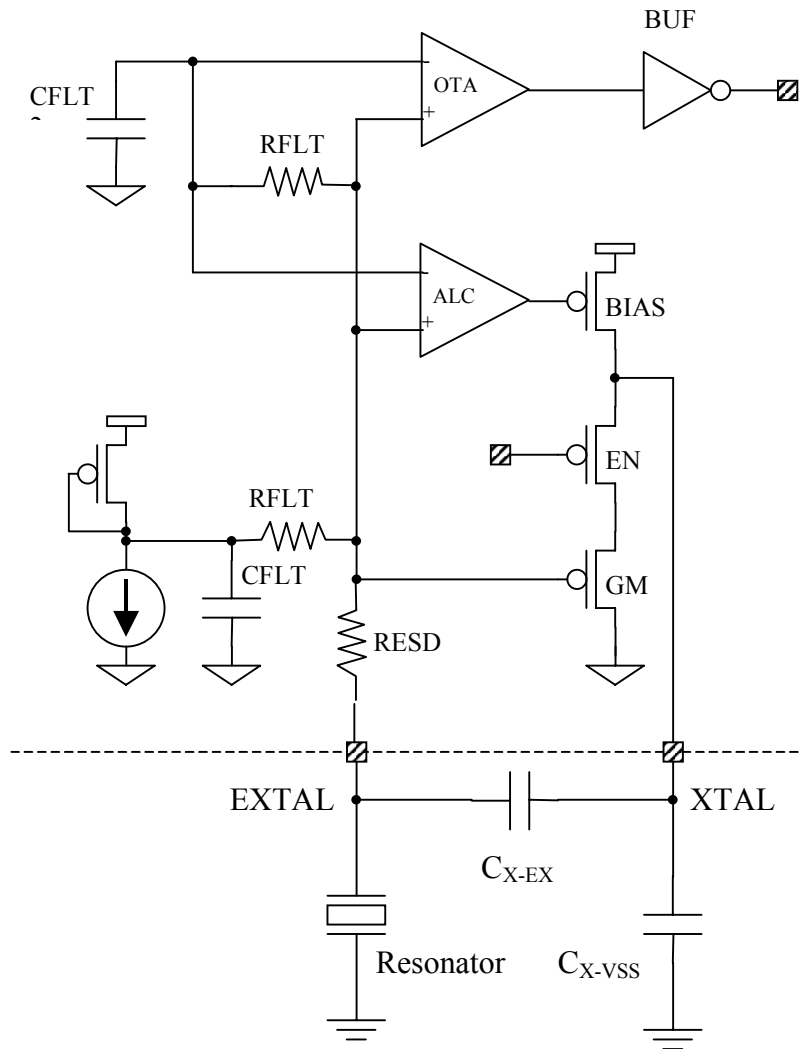 BUF
CFLT
−
OTA
+
RFLT
−
ALC
+
BIAS
EN
RFLT
CFLT
GM
RESD
EXTAL
XTAL
CX-EX
Resonator
CX-VSS